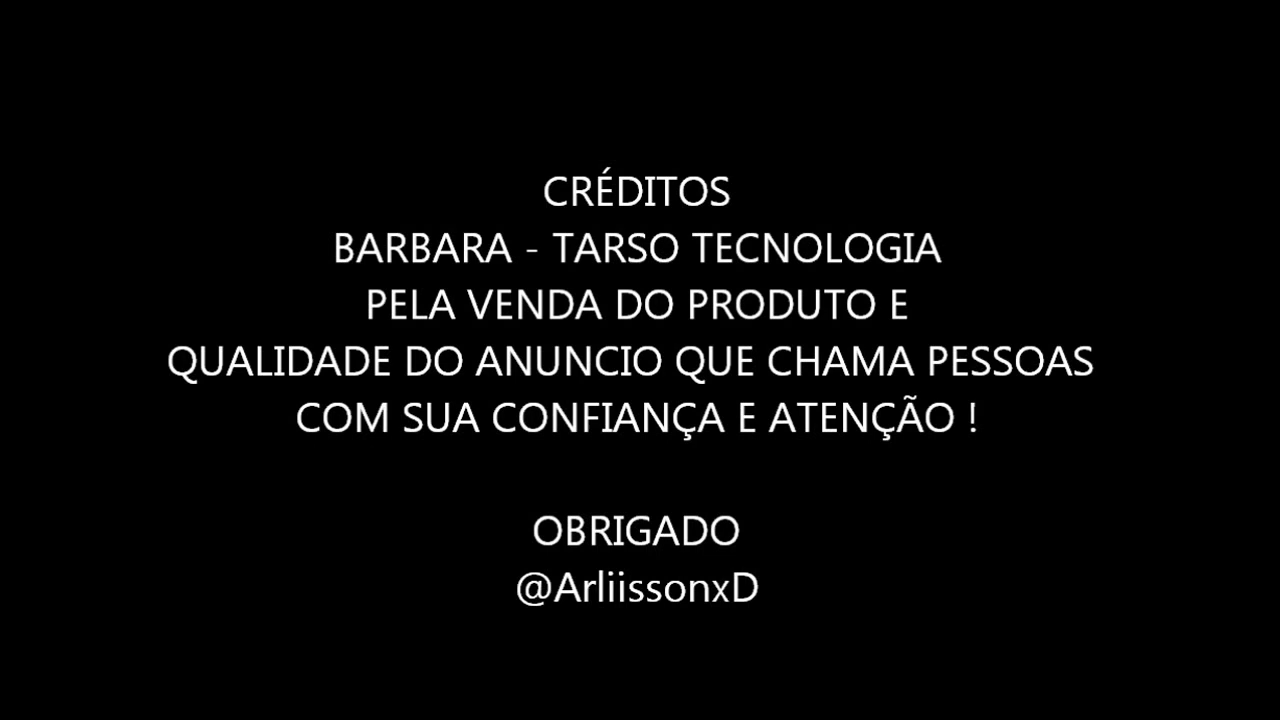 CRÉDITOS
BARBARA - TARSO TECNOLOGIA
PELA VENDA DO PRODUTO E
QUALIDADE DO ANUNCIO QUE CHAMA PESSOAS
COM SUA CONFIANÇA E ATENÇÃO !
OBRIGADO
@ArliissonxD